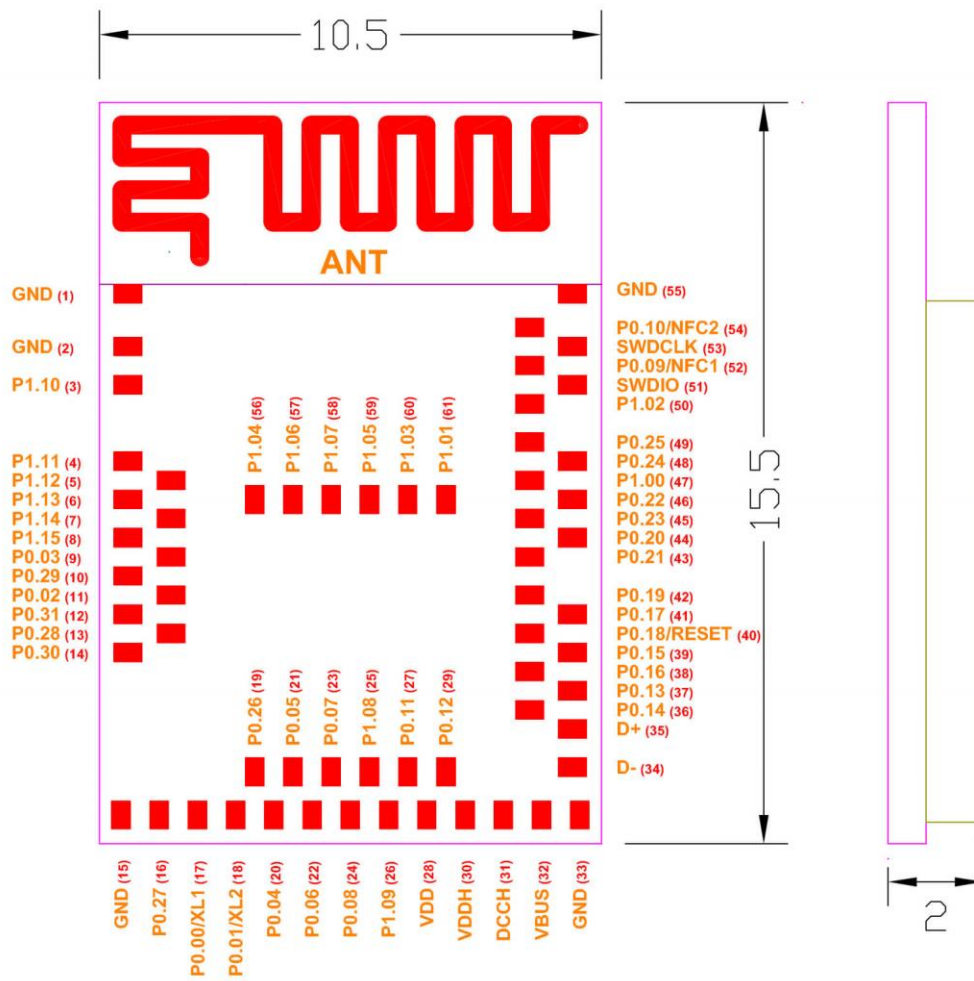 10.5
ANT
GND (1)
GND (2)
P1.10 (3)
P1.11 (4)
P1.12 (5)
P1.13 (6)
P1.14 (7)
P1.15 (8)
P0.03 (9)
P0.29 (10)
P0.02 (11)
P0.31 (12)
P0.28 (13)
P0.30 (14)
P1.04 (56)
P1.06 (57)
P1.07 (58)
P1.05 (59)
P1.03 (60)
P1.01 (61)
P0.26 (19)
P0.05 (21)
P0.07 (23)
P1.08 (25)
P0.11 (27)
P0.12 (29)
GND (55)
P0.10/NFC2 (54)
SWDCLK (53)
P0.09/NFC1 (52)
SWDIO (51)
P1.02 (50)
P0.25 (49)
P0.24 (48)
P1.00 (47)
P0.22 (46)
P0.23 (45)
P0.20 (44)
P0.21 (43)
P0.19 (42)
P0.17 (41)
P0.18/RESET (40)
P0.15 (39)
P0.16 (38)
P0.13 (37)
P0.14 (36)
D+ (35)
D- (34)
15.5
GND (15)
P0.27 (16)
P0.00/XL1 (17)
P0.01/XL2 (18)
P0.04 (20)
P0.06 (22)
P0.08 (24)
P1.09 (26)
VDD (28)
VDDH (30)
DCCH (31)
VBUS (32)
GND (33)
2